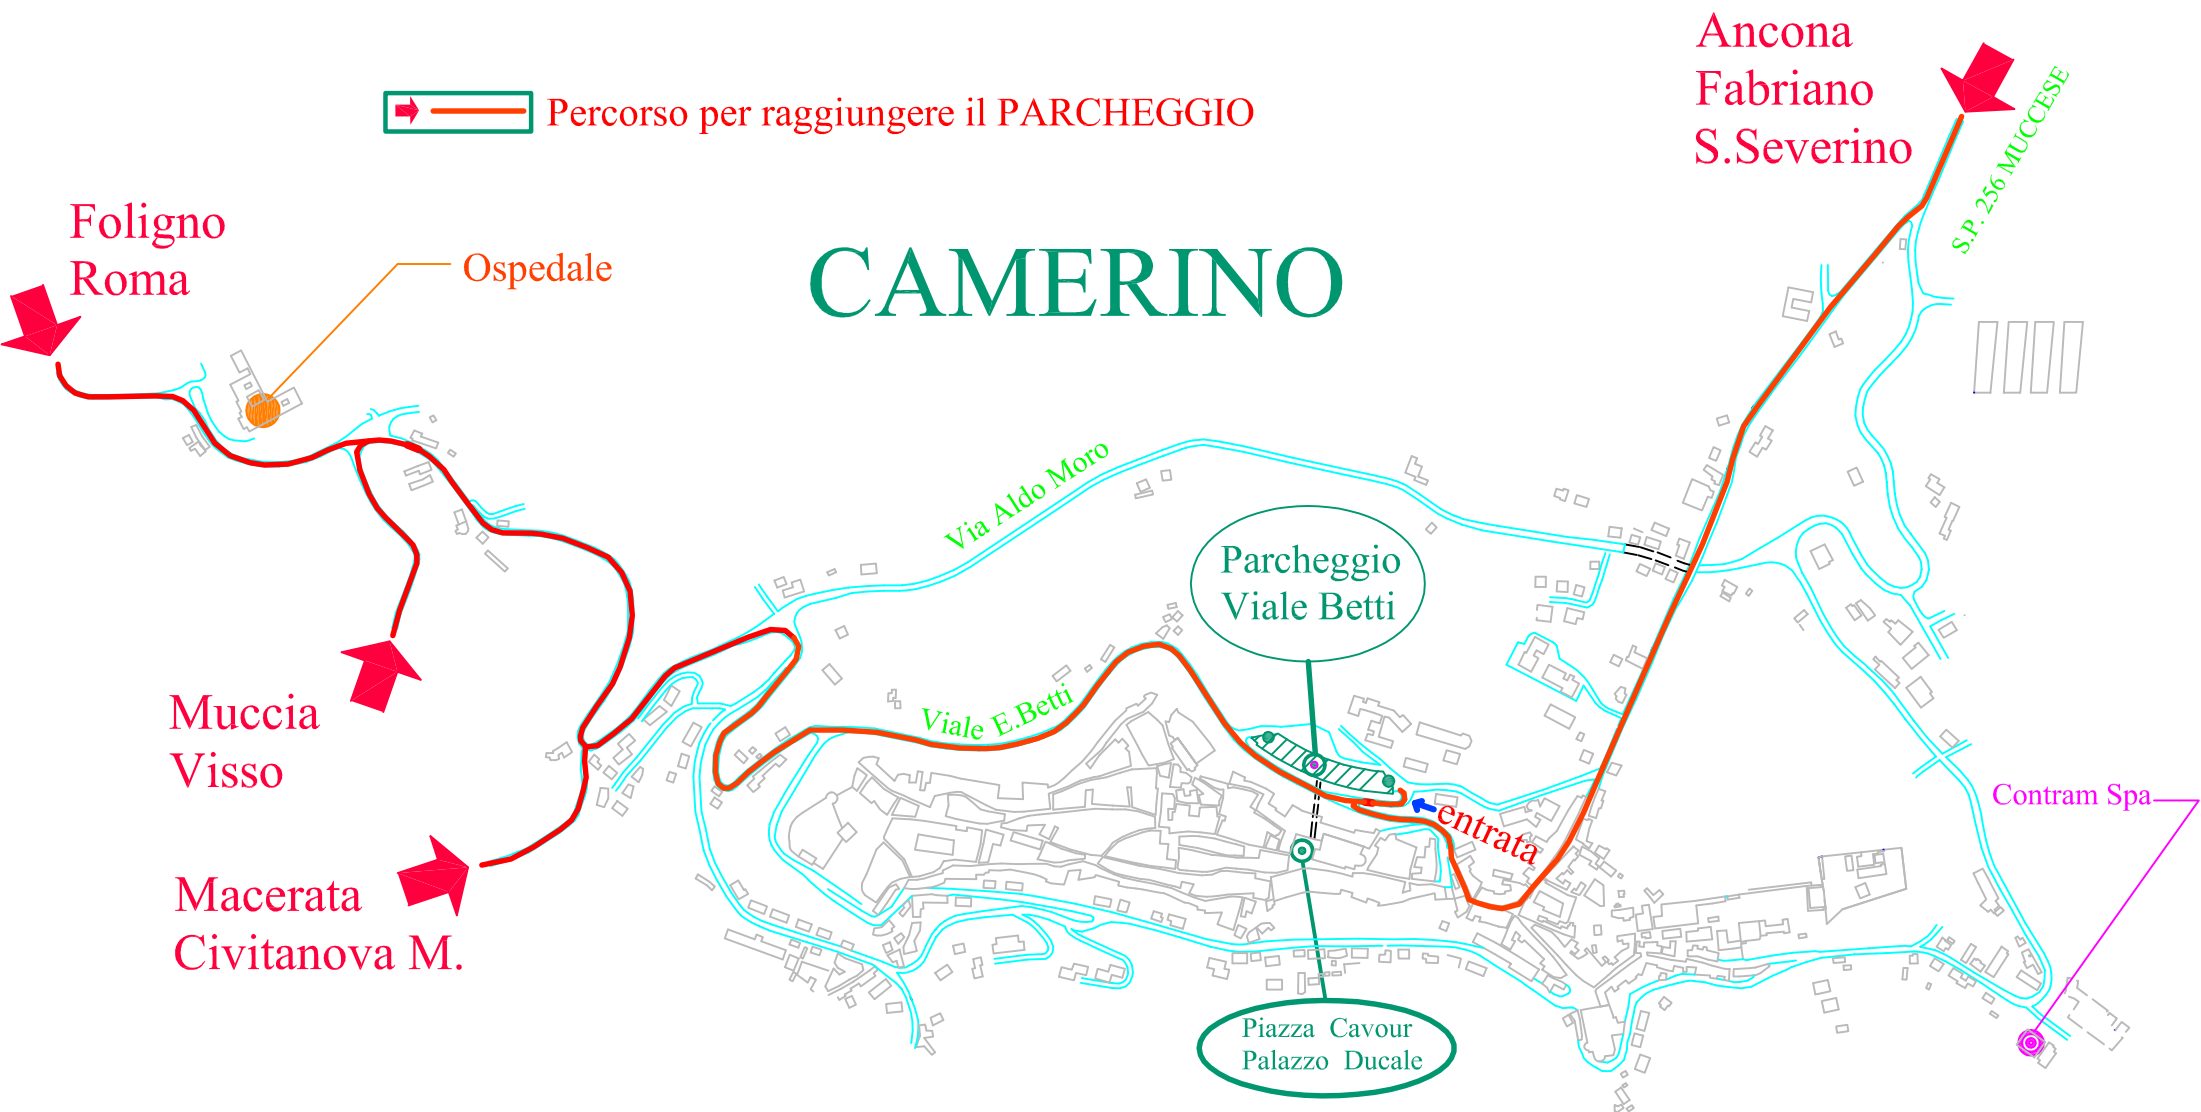 Ancona
Fabriano
S.Severino
S.P. 256 MUCCESE
Percorso per raggiungere il PARCHEGGIO
Foligno
Roma
Ospedale
CAMERINO
Via Aldo Moro
Parcheggio
Viale Betti
Viale E.Betti
Muccia
Visso
Contram Spa
entrata
Macerata
Civitanova M.
Piazza Cavour
Palazzo Ducale